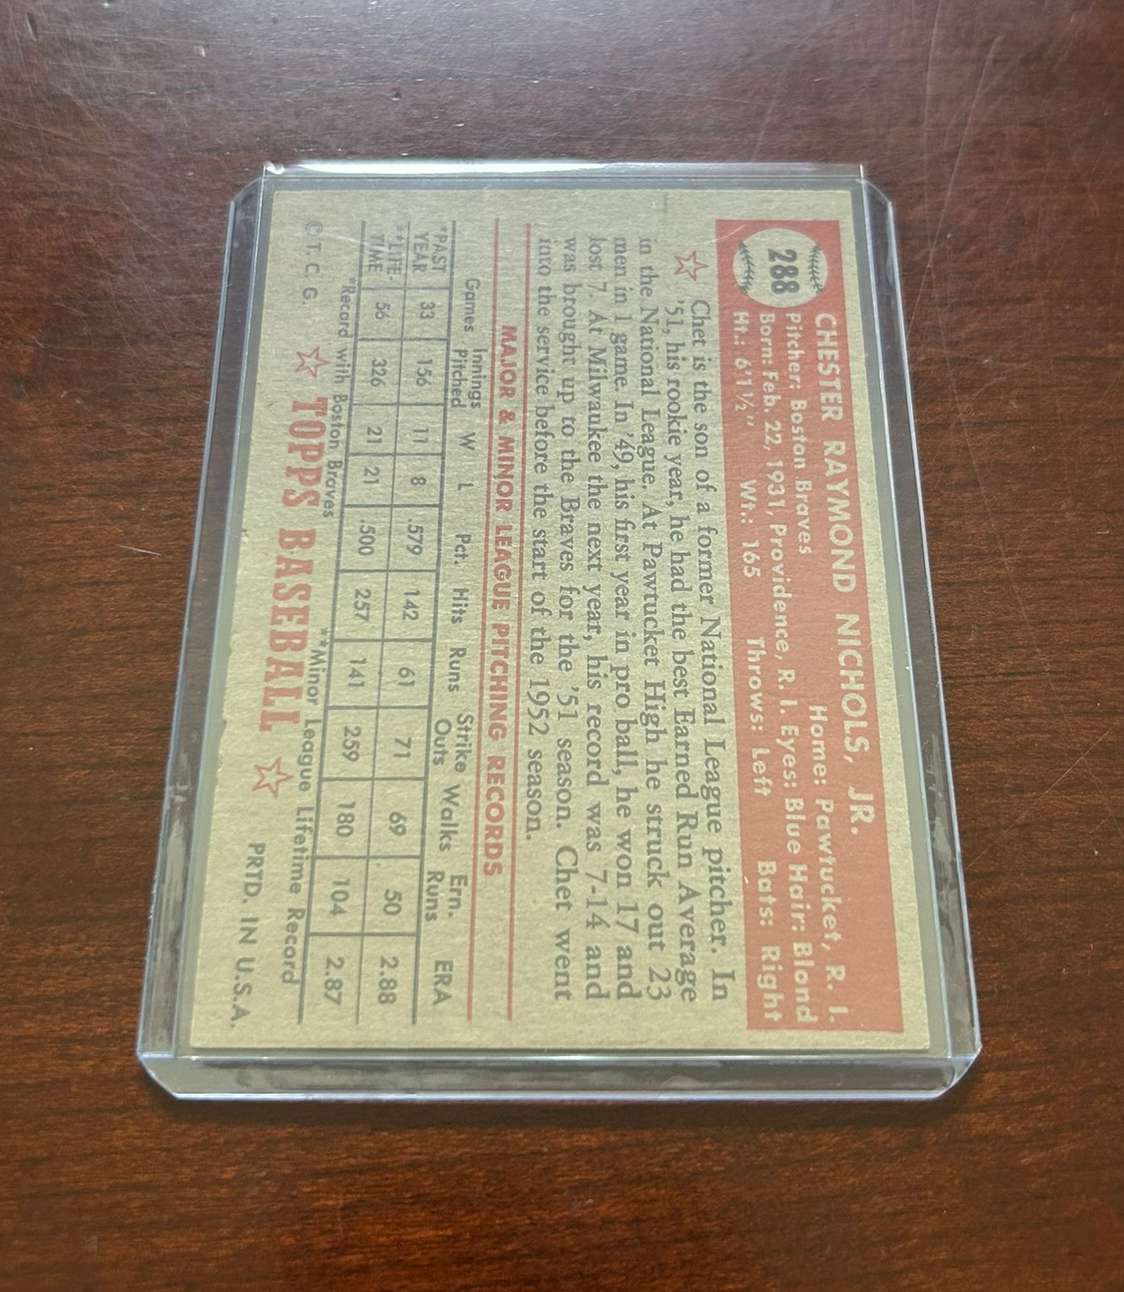 288
CHESTER RAYMOND NICHOLS, JR.
Pitcher: Boston Braves Home: Pawtucket, R. I.
Born: Feb. 22, 1931, Providence, R. I. Eyes: Blue Hair: Blond
Ht.: 6'1½" Wt.: 165 Throws: Left Bats: Right
Chet is the son of a former National League pitcher. In
'51, his rookie year, he had the best Earned Run Average
in the National League. At Pawtucket High he struck out 23
men in 1 game. In '49, his first year in pro ball, he won 17 and
lost 7. At Milwaukee the next year, his record was 7-14 and
was brought up to the Braves for the '51 season. Chet went
into the service before the start of the 1952 season.
MAJOR & MINOR LEAGUE PITCHING RECORDS
Games Innings Pitched W L Pct. Hits Runs Strike Outs Walks Ern. Runs ERA
*PAST YEAR 33 156 11 8 .579 142 61 71 69 50 2.88
**LIFE TIME 56 326 21 21 .500 257 141 259 180 104 2.87
*Record with Boston Braves **Minor League Lifetime Record
© T. C. G. TOPPS BASEBALL PRTD. IN U.S.A.